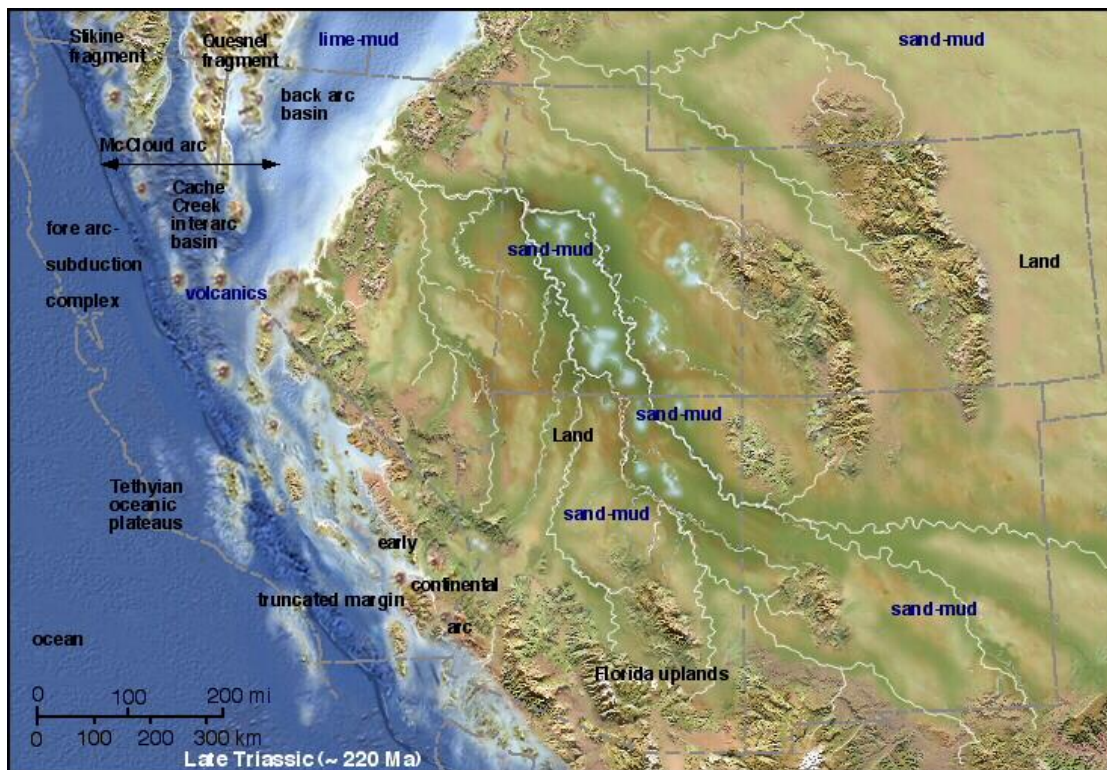 Stikine
fragment
Quesnel
fragment
lime-mud
sand-mud
back arc
basin
McCloud arc
Cache
Creek
interarc
basin
fore arc-
subduction
complex
volcanics
sand-mud
Land
sand-mud
Land
Tethyian
oceanic
plateaus
sand-mud
early
continental
arc
truncated margin
sand-mud
ocean
Florida uplands
0 100 200 mi
0 100 200 300 km
Late Triassic (~ 220 Ma)